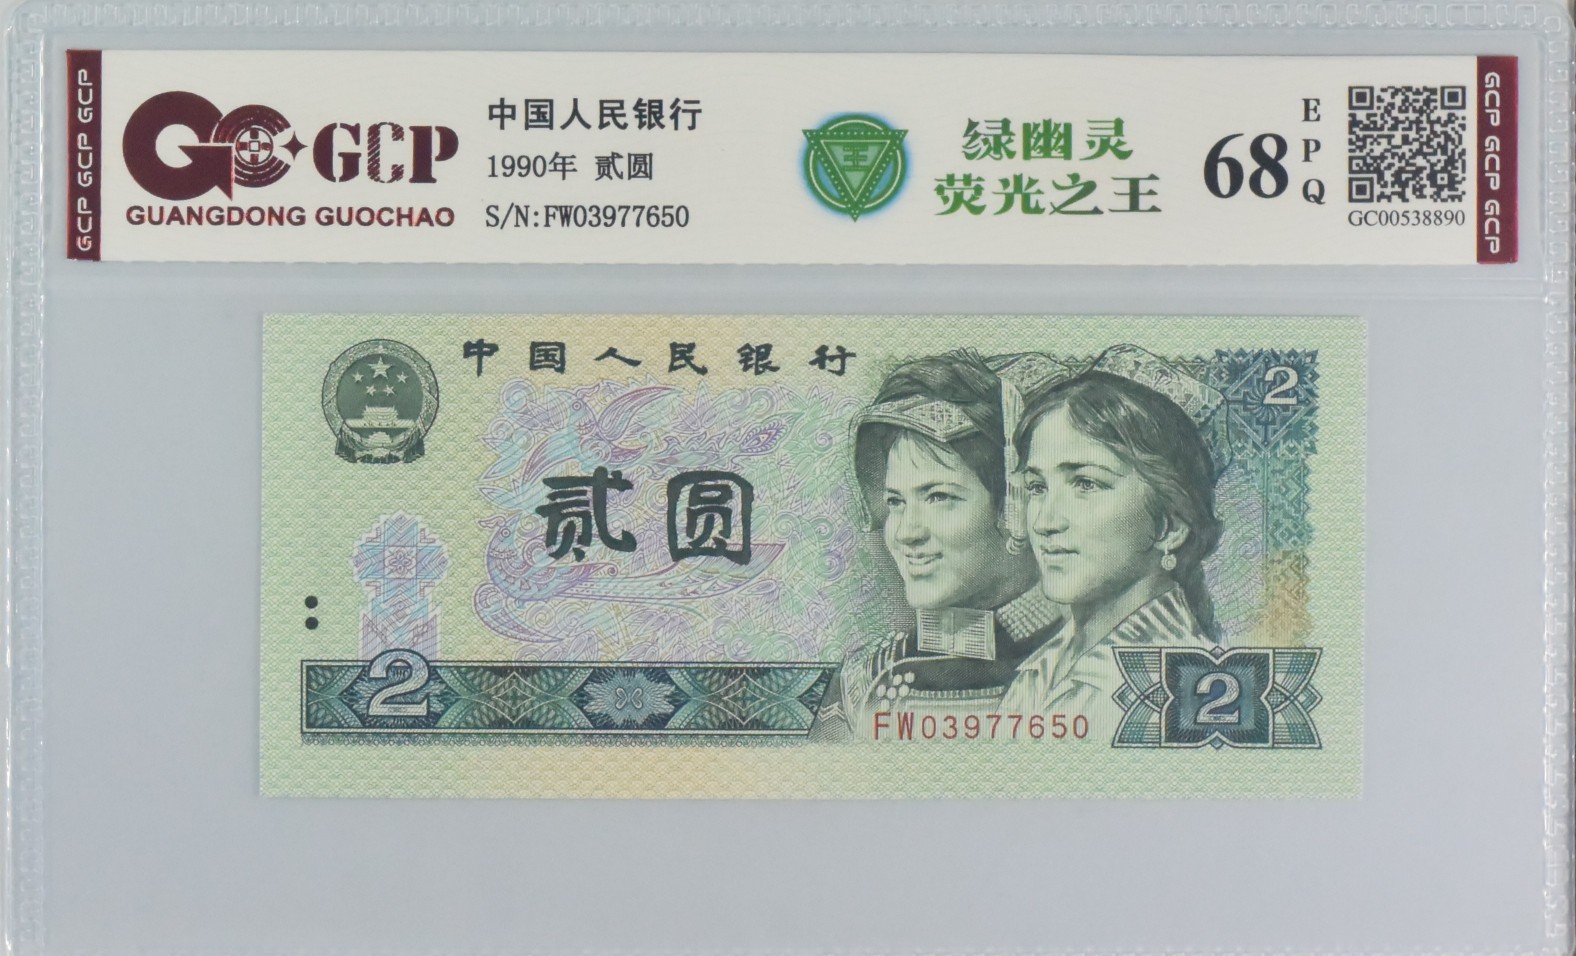 GCP GCP GCP
GCP
GUANGDONG GUOCHAO
中国人民银行
1990年 贰圆
S/N:FW03977650
王
绿幽灵
荧光之王
68
E
P
Q
GC00538890
GCP GCP GCP
中国人民银行
2
贰圆
2
FW03977650
2